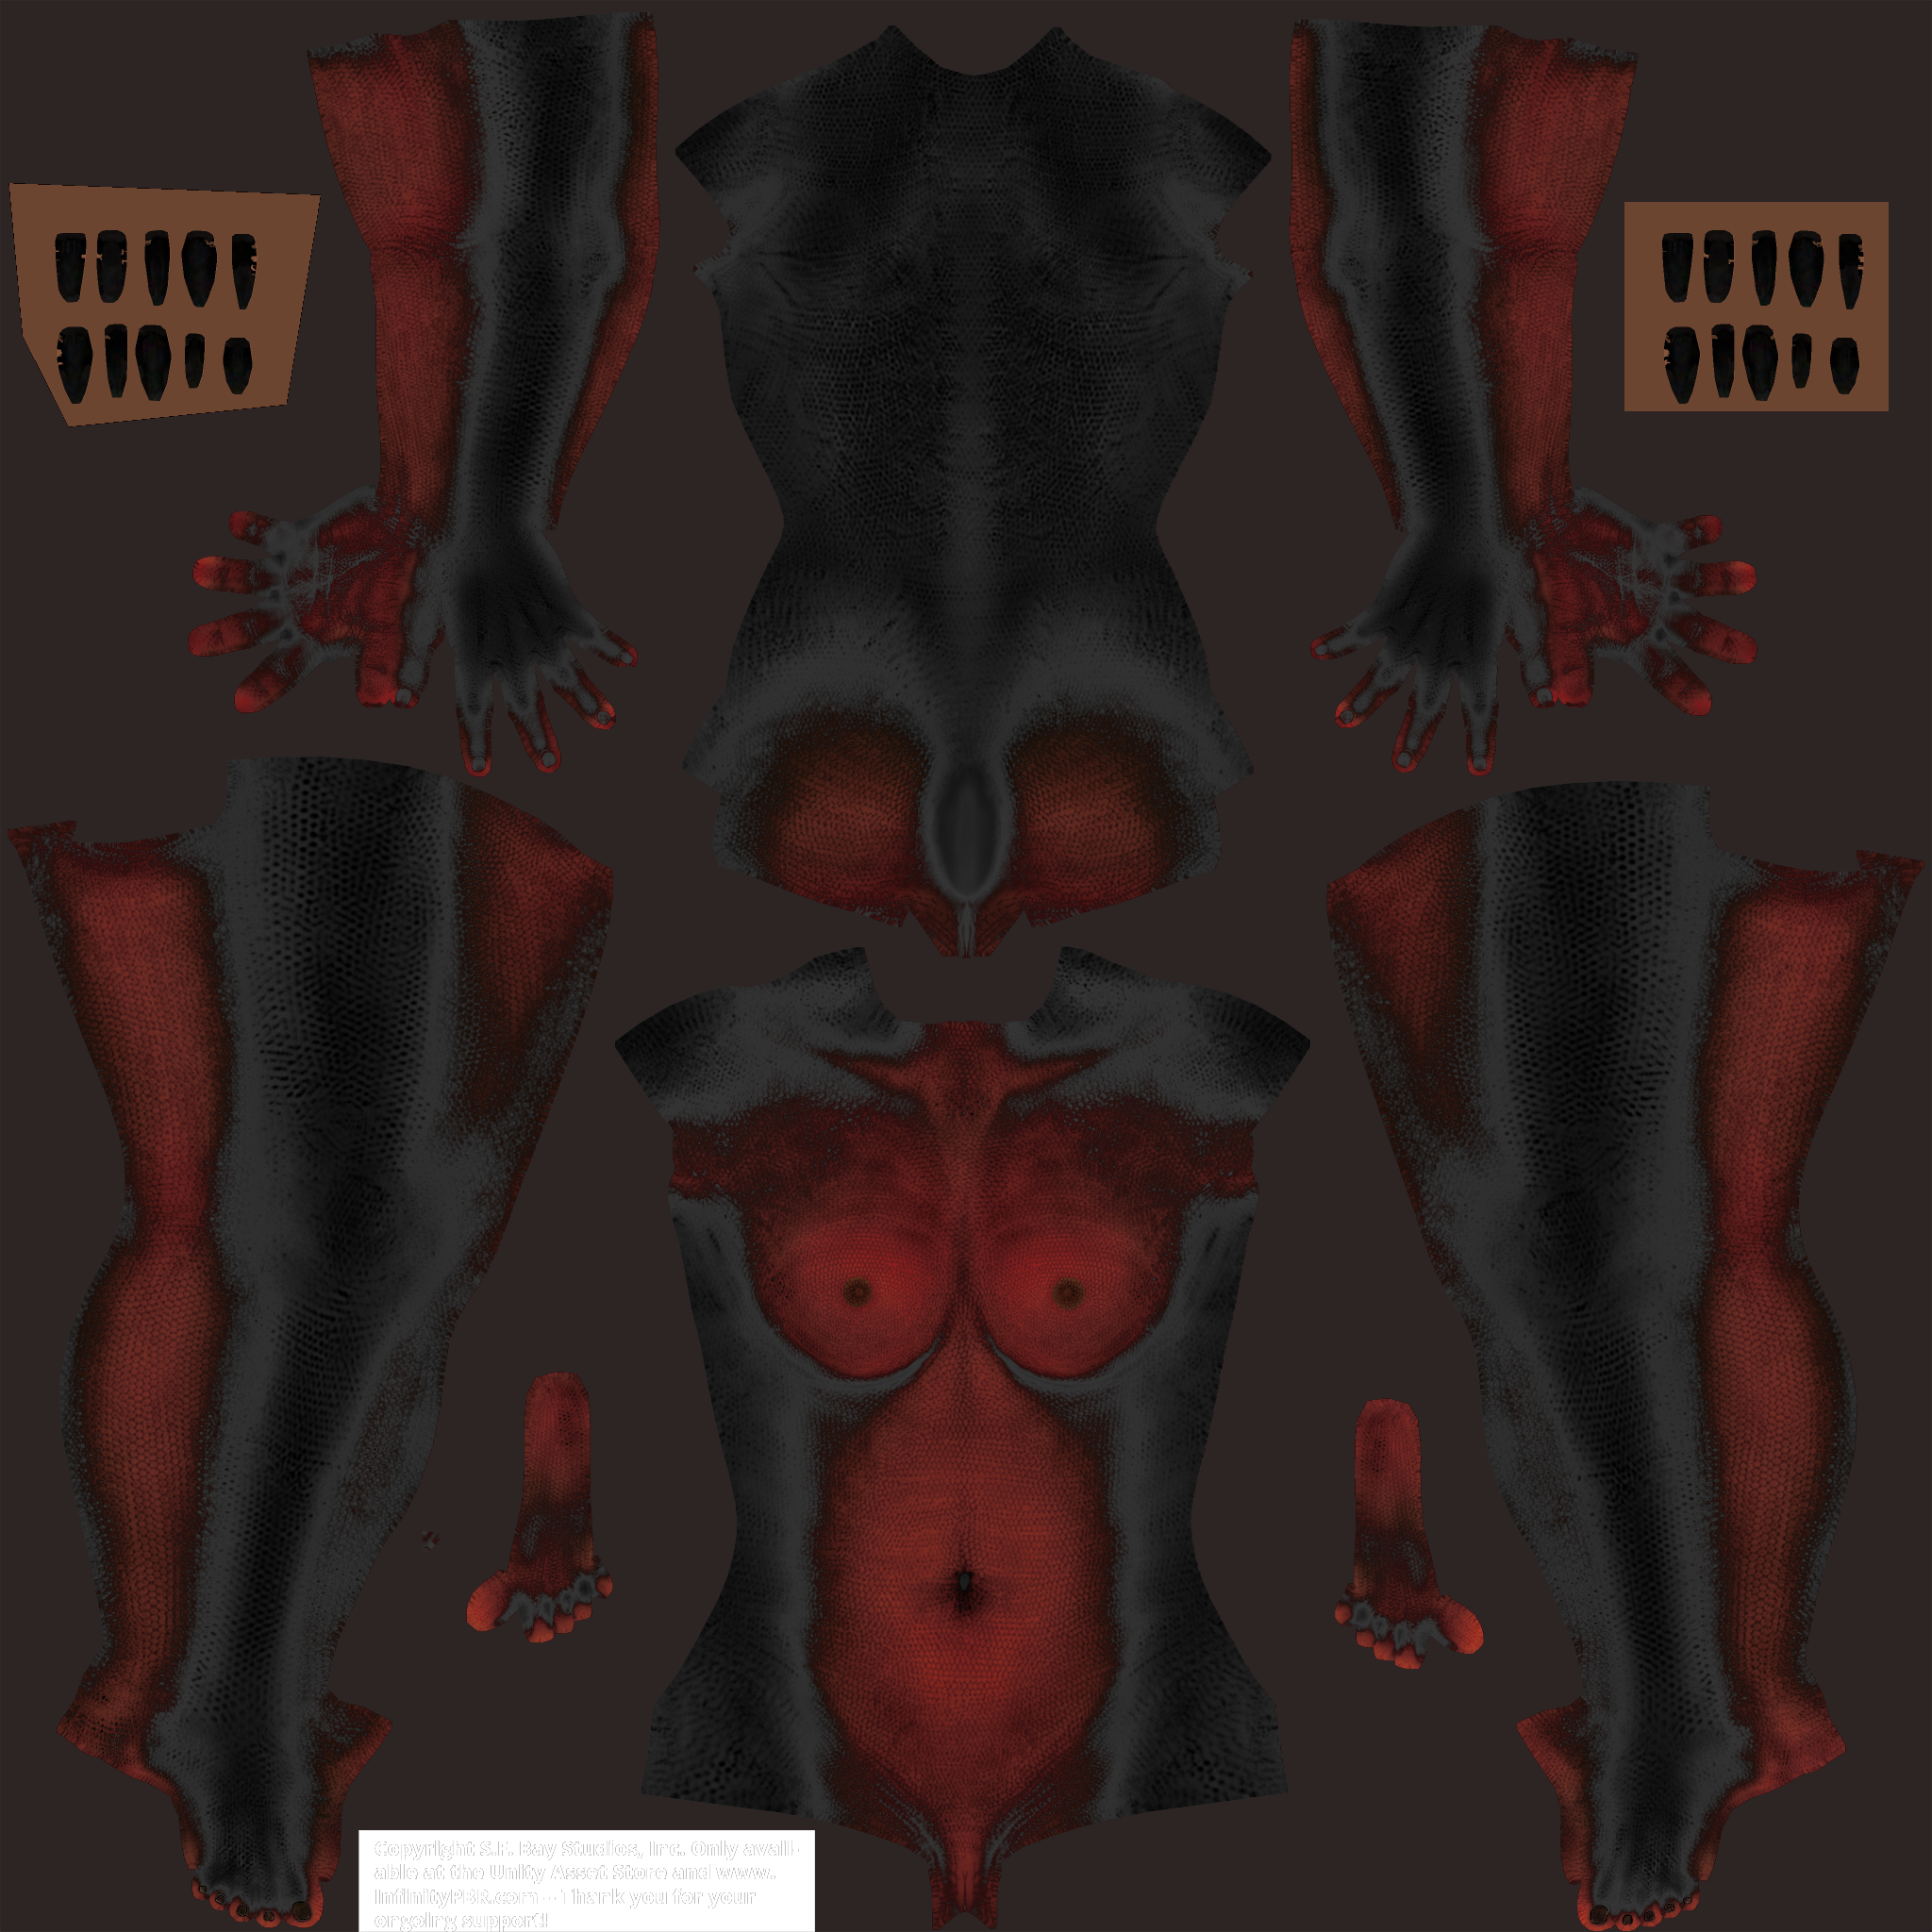 Copyright S.F. Bay Studios, Inc. Only avail-
able at the Unity Asset Store and www.
InfinityPBR.com – Thank you for your
ongoing support!